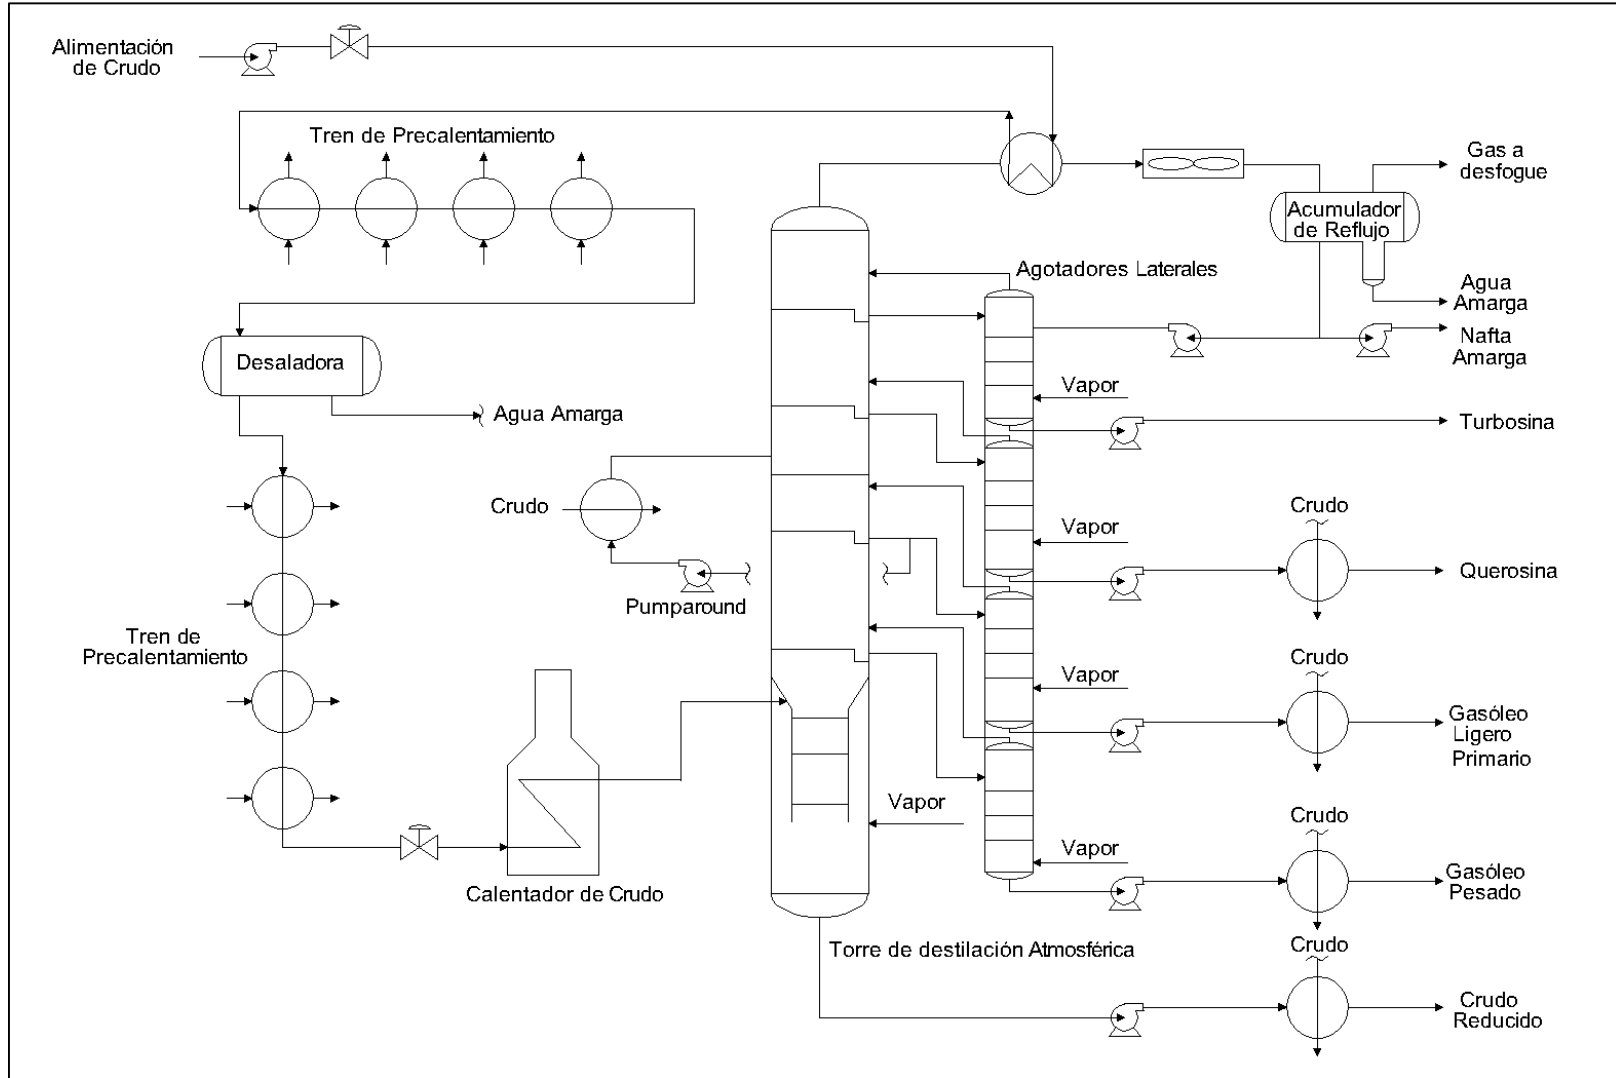 Alimentación
de Crudo
Tren de Precalentamiento
Gas a
desfogue
Acumulador
de Reflujo
Agotadores Laterales
Agua
Amarga
Nafta
Amarga
Desaladora
Vapor
Agua Amarga
Turbosina
Crudo
Pumparound
Vapor
Crudo
Querosina
Tren de
Precalentamiento
Crudo
Vapor
Gasóleo
Ligero
Primario
Vapor
Crudo
Vapor
Calentador de Crudo
Gasóleo
Pesado
Torre de destilación Atmosférica
Crudo
Crudo
Reducido